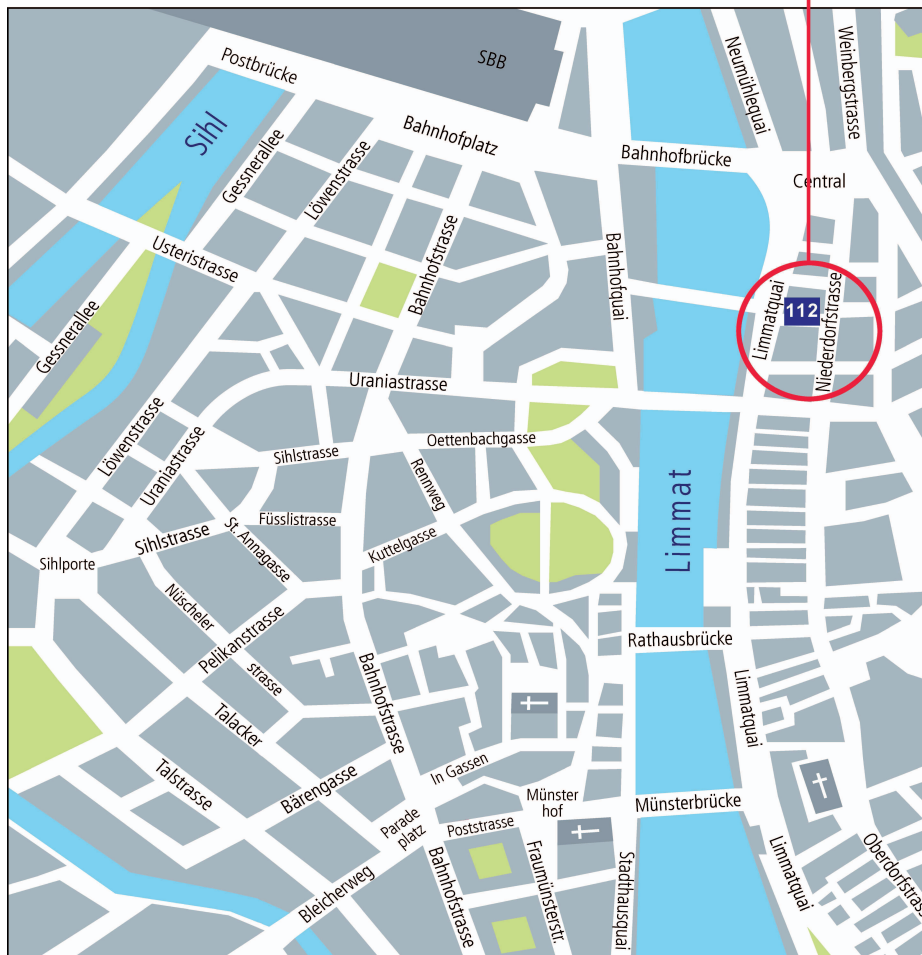 SBB
Postbrücke
Neumühlequai
Weinbergstrasse
Sihl
Bahnhofplatz
Bahnhofbrücke
Central
Gessnerallee
Löwenstrasse
Usteristrasse
Bahnhofstrasse
Bahnhofquai
Limmatquai
112
Niederdorfstrasse
Gessnerallee
Uraniastrasse
Löwenstrasse
Uraniastrasse
Sihlstrasse
Oettenbachgasse
Rennweg
Limmat
Füsslistrasse
Sihlstrasse
St. Annagasse
Kuttelgasse
Sihlporte
Nüscheler
strasse
Pelikanstrasse
Rathausbrücke
Bahnhofstrasse
Limmatquai
Talacker
Talstrasse
Bärengasse
In Gassen
Münster
hof
Münsterbrücke
Parade
platz
Poststrasse
Bleicherweg
Bahnhofstrasse
Fraumünsterstr.
Stadthausquai
Limmatquai
Oberdorfstrass